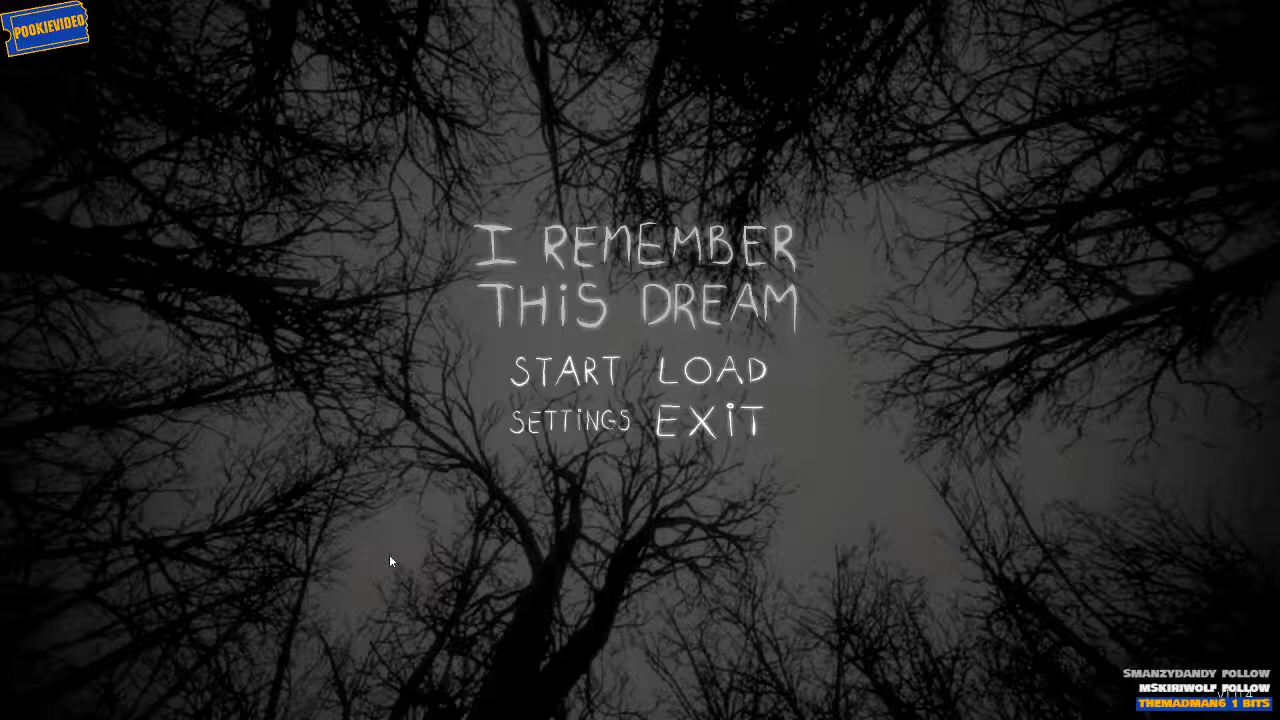 POOKIEVIDEO
I REMEMBER
THiS DREAM
START LOAD
SETTiNGS EXiT
SMANZYDANDY FOLLOW
MSKIRIWOLF FOLLOW
THEMADMAN6 1 BITS